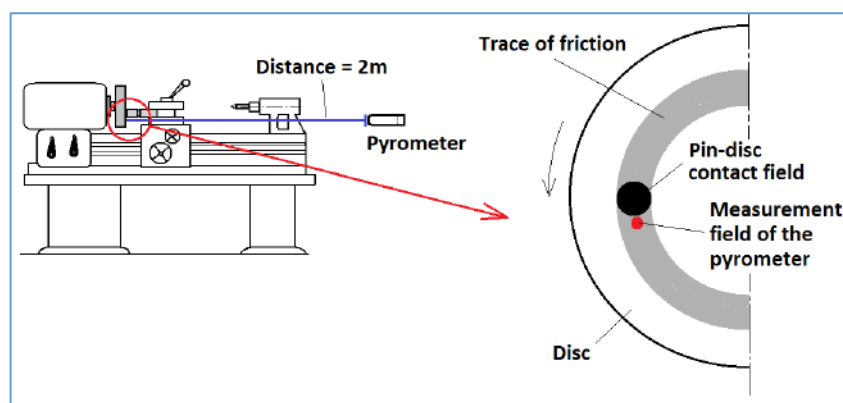 Distance = 2m
Pyrometer
Trace of friction
Pin-disc
contact field
Measurement
field of the
pyrometer
Disc